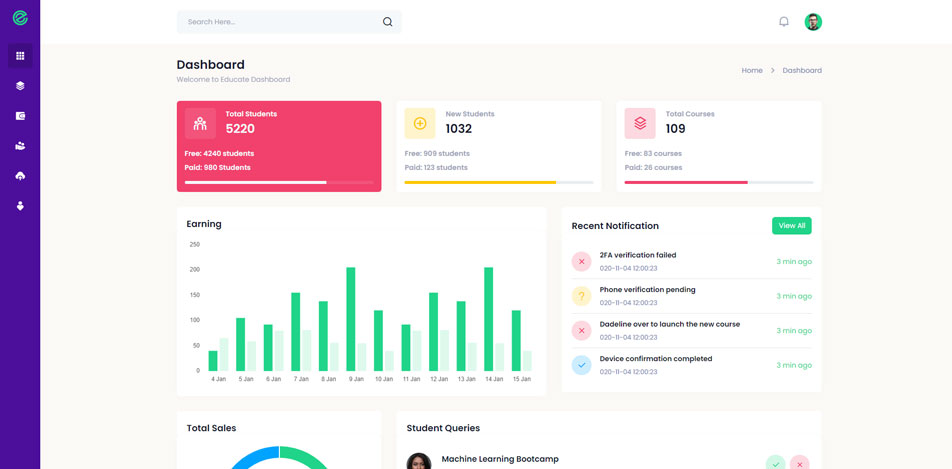 Search Here...
Dashboard
Welcome to Educate Dashboard
Home > Dashboard
Total Students
5220
Free: 4240 students
Paid: 980 Students
New Students
1032
Free: 909 students
Paid: 123 students
Total Courses
109
Free: 83 courses
Paid: 26 courses
Earning
250
200
150
100
50
0
4 Jan 5 Jan 6 Jan 7 Jan 8 Jan 9 Jan 10 Jan 11 Jan 12 Jan 13 Jan 14 Jan 15 Jan
Recent Notification
View All
2FA verification failed
020-11-04 12:00:23
3 min ago
Phone verification pending
020-11-04 12:00:23
3 min ago
Dadeline over to launch the new course
020-11-04 12:00:23
3 min ago
Device confirmation completed
020-11-04 12:00:23
3 min ago
Total Sales
Student Queries
Machine Learning Bootcamp